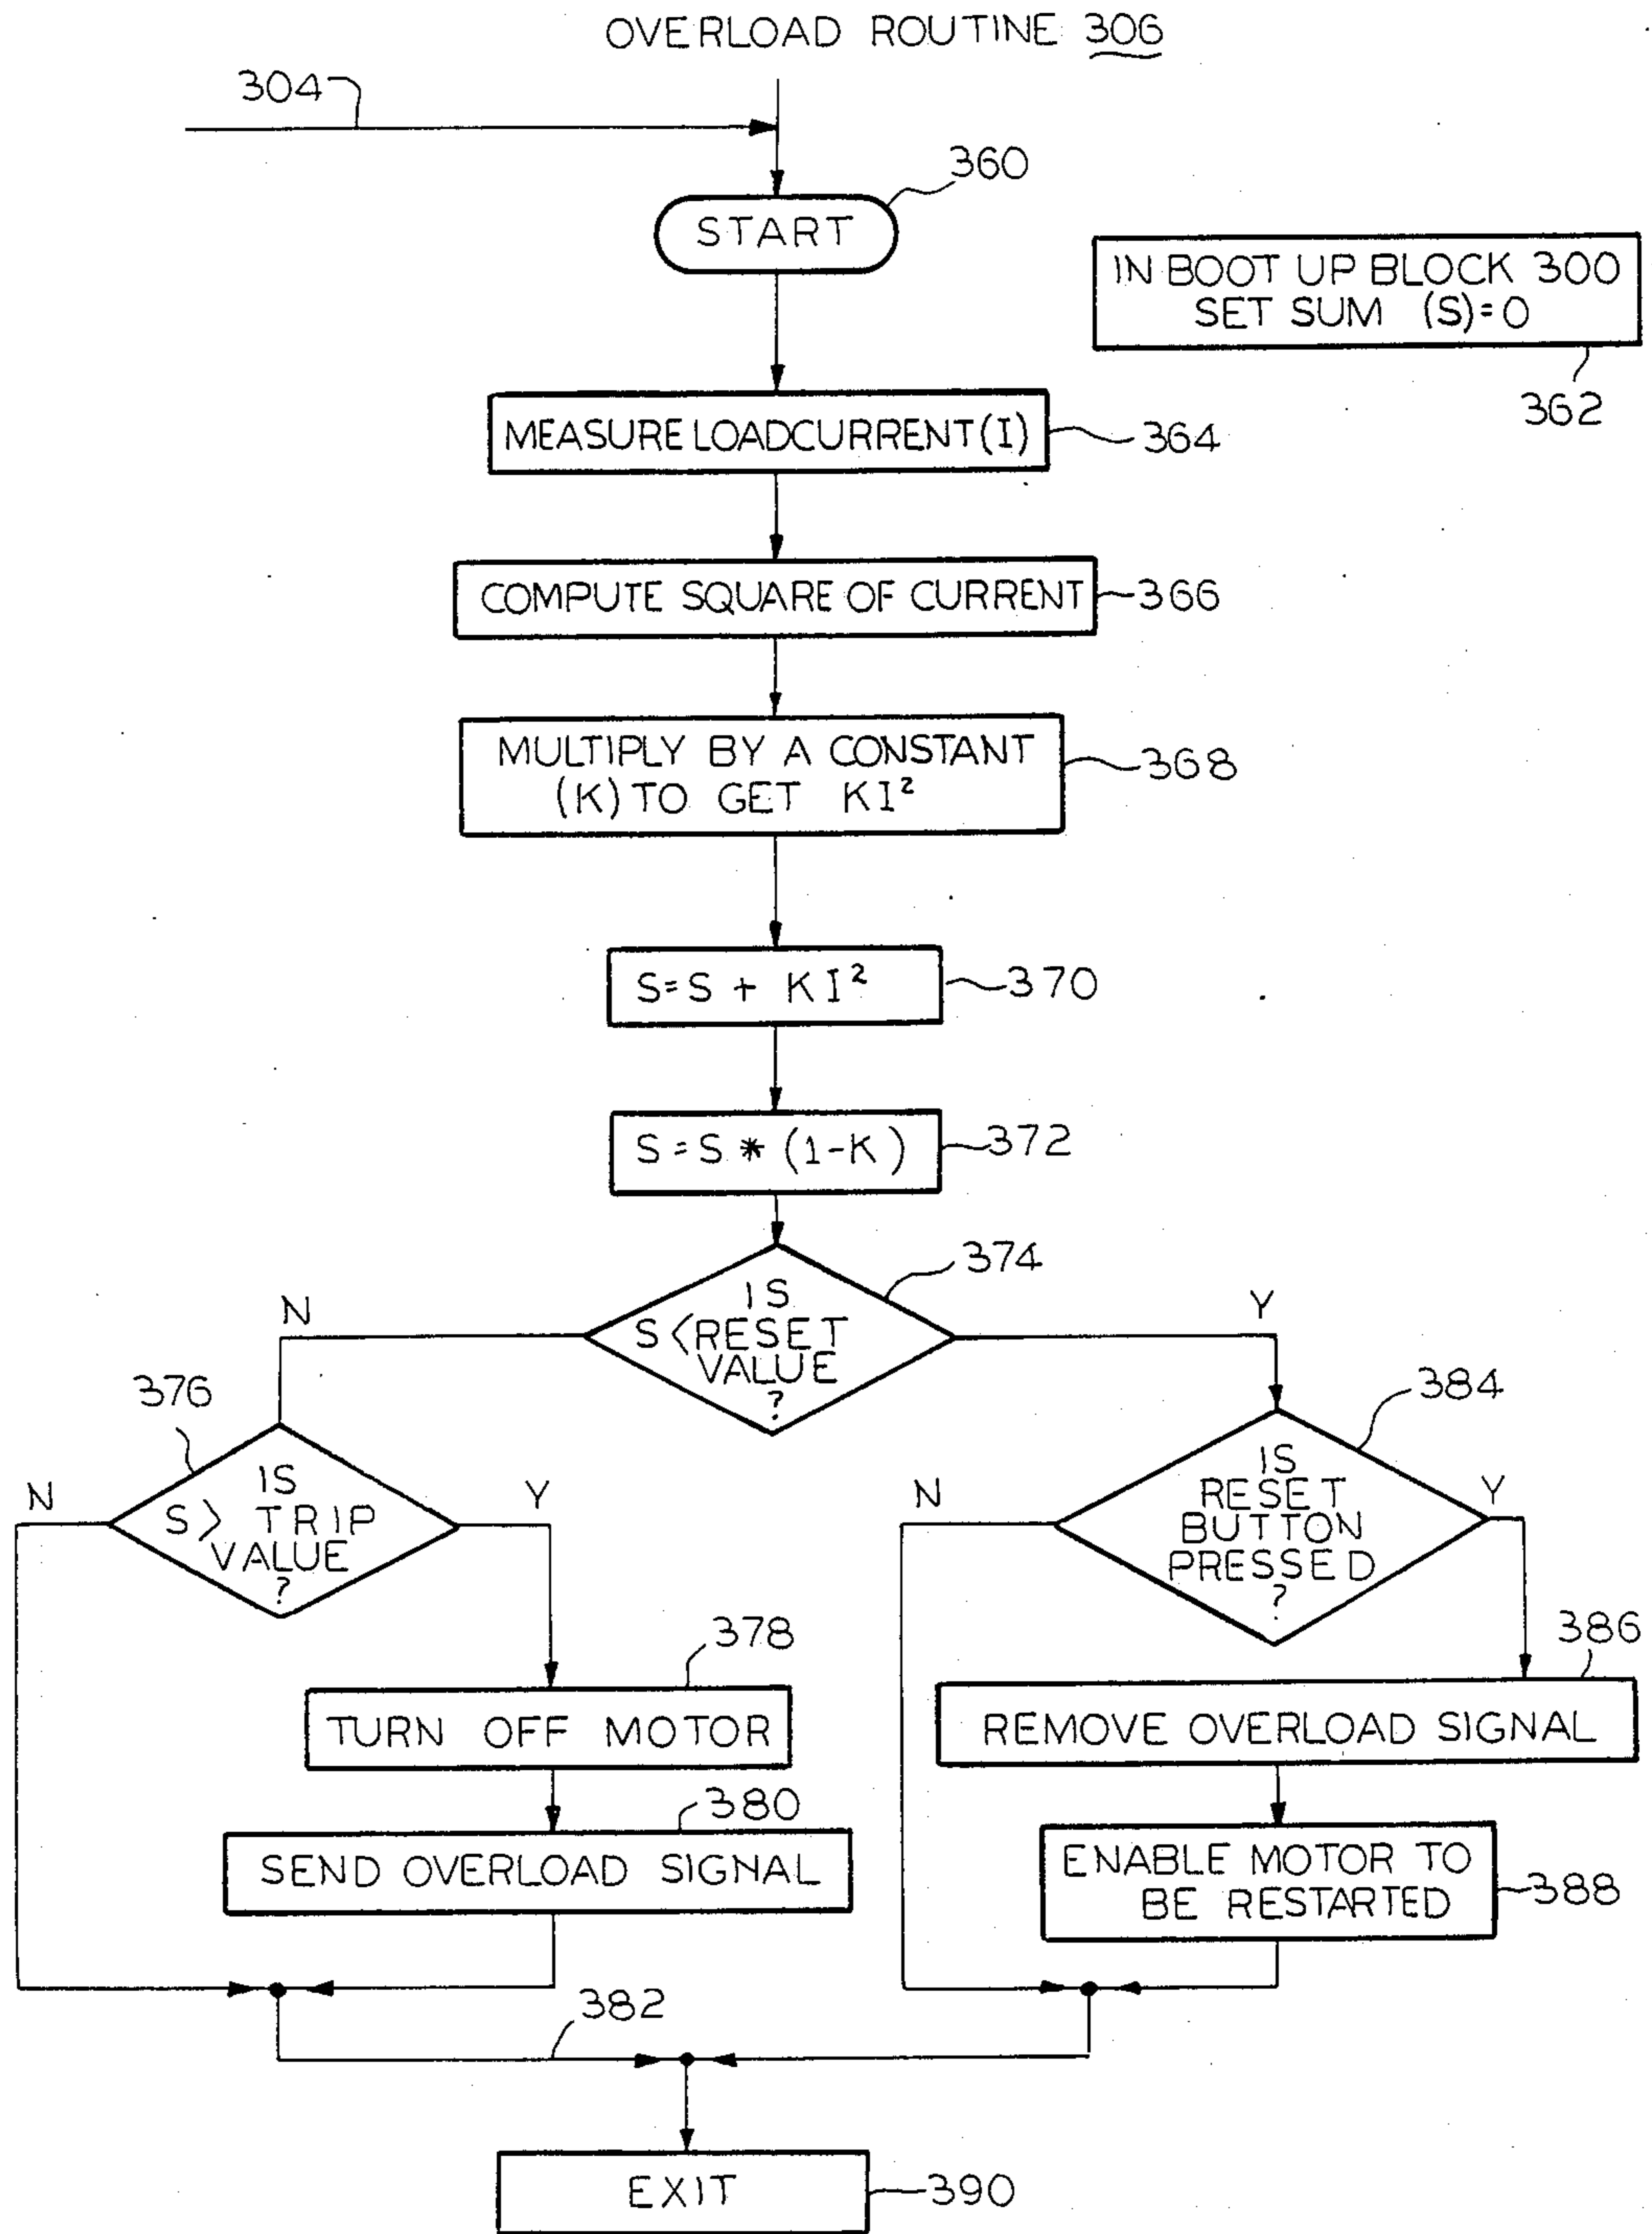 OVERLOAD ROUTINE 306
304
360
START
IN BOOT UP BLOCK 300
SET SUM (S)=0
362
MEASURE LOADCURRENT(I)
364
COMPUTE SQUARE OF CURRENT
366
MULTIPLY BY A CONSTANT
(K) TO GET KI²
368
S=S + KI²
370
S=S * (1-K)
372
374
IS
S<RESET
VALUE
?
N
Y
376
IS
S> TRIP
VALUE
?
N
Y
384
IS
RESET
BUTTON
PRESSED
?
N
Y
378
TURN OFF MOTOR
386
REMOVE OVERLOAD SIGNAL
380
SEND OVERLOAD SIGNAL
ENABLE MOTOR TO
BE RESTARTED
388
382
EXIT
390